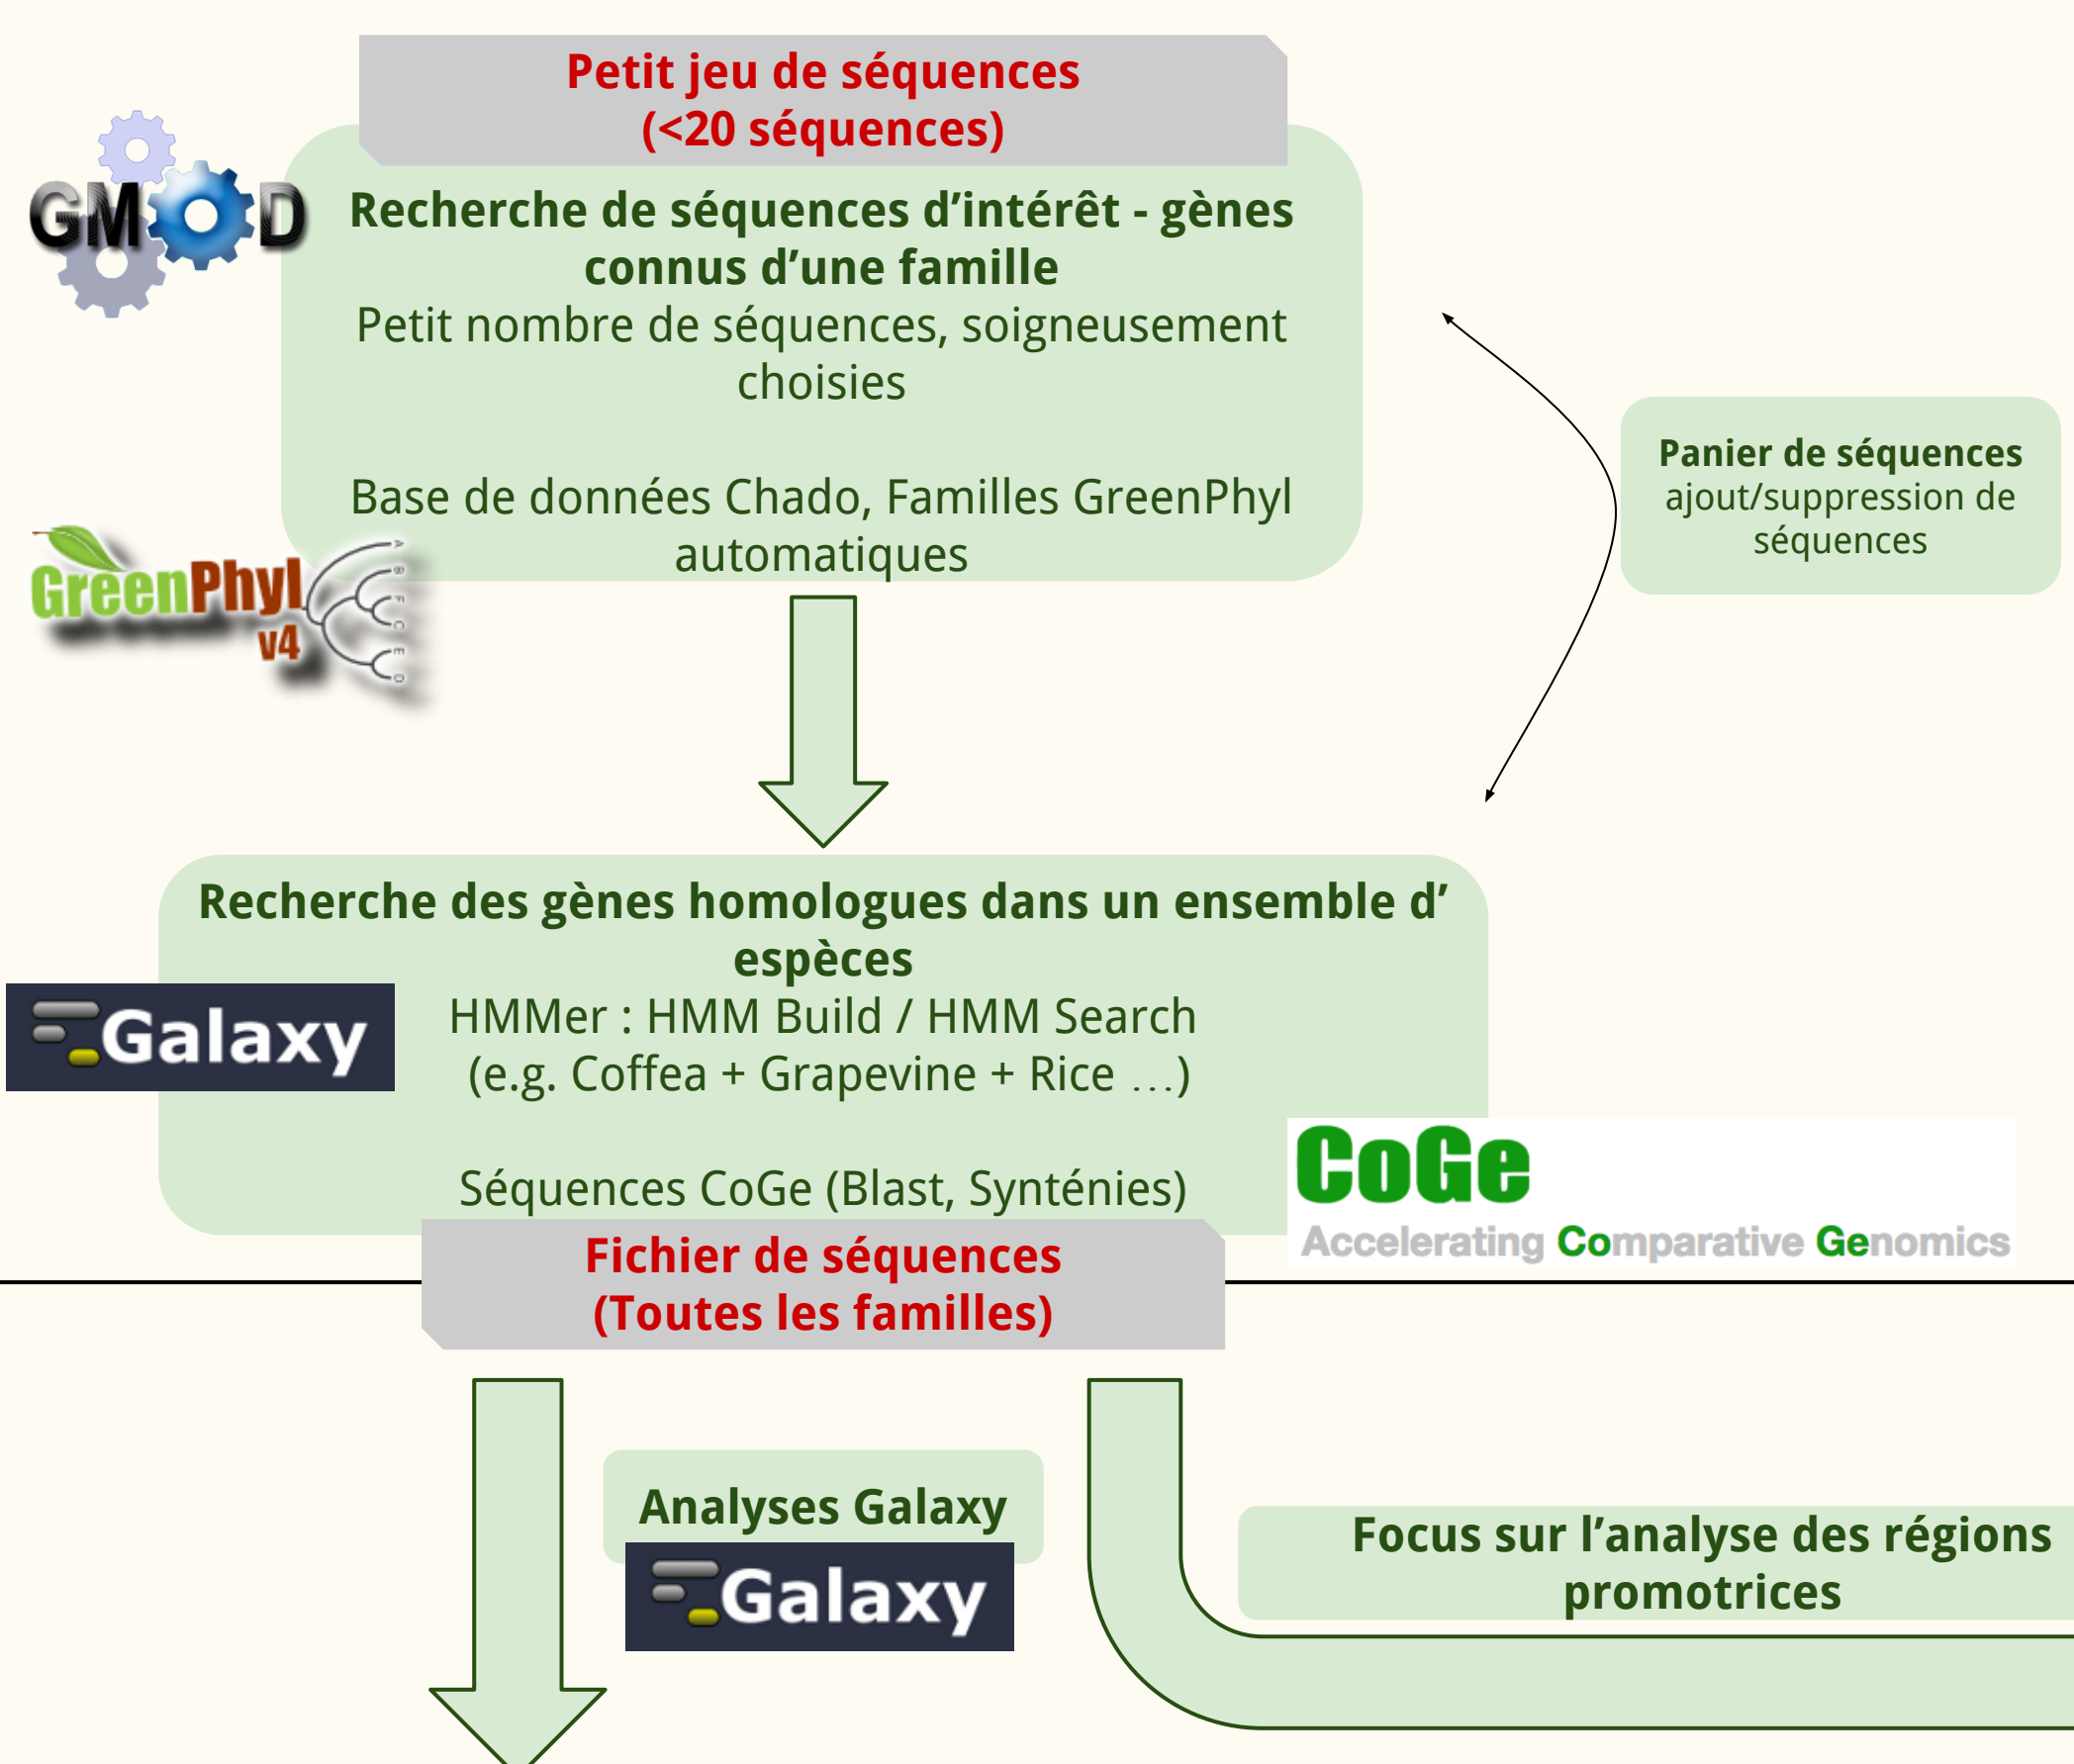 Petit jeu de séquences
(<20 séquences)
GMOD
Recherche de séquences d’intérêt - gènes
connus d’une famille
Petit nombre de séquences, soigneusement
choisies
Base de données Chado, Familles GreenPhyl
automatiques
GreenPhyl
v4
A
B
F
C
E
D
Panier de séquences
ajout/suppression de
séquences
Recherche des gènes homologues dans un ensemble d’
espèces
Galaxy
HMMer : HMM Build / HMM Search
(e.g. Coffea + Grapevine + Rice …)
Séquences CoGe (Blast, Synténies)
CoGe
Accelerating Comparative Genomics
Fichier de séquences
(Toutes les familles)
Analyses Galaxy
Galaxy
Focus sur l’analyse des régions
promotrices